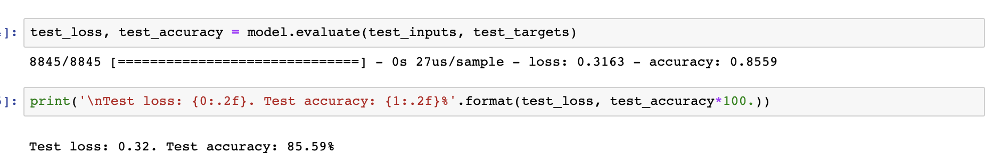 ]: test_loss, test_accuracy = model.evaluate(test_inputs, test_targets)
8845/8845 [==============================] - 0s 27us/sample - loss: 0.3163 - accuracy: 0.8559
]: print('\nTest loss: {0:.2f}. Test accuracy: {1:.2f}%'.format(test_loss, test_accuracy*100.))
Test loss: 0.32. Test accuracy: 85.59%